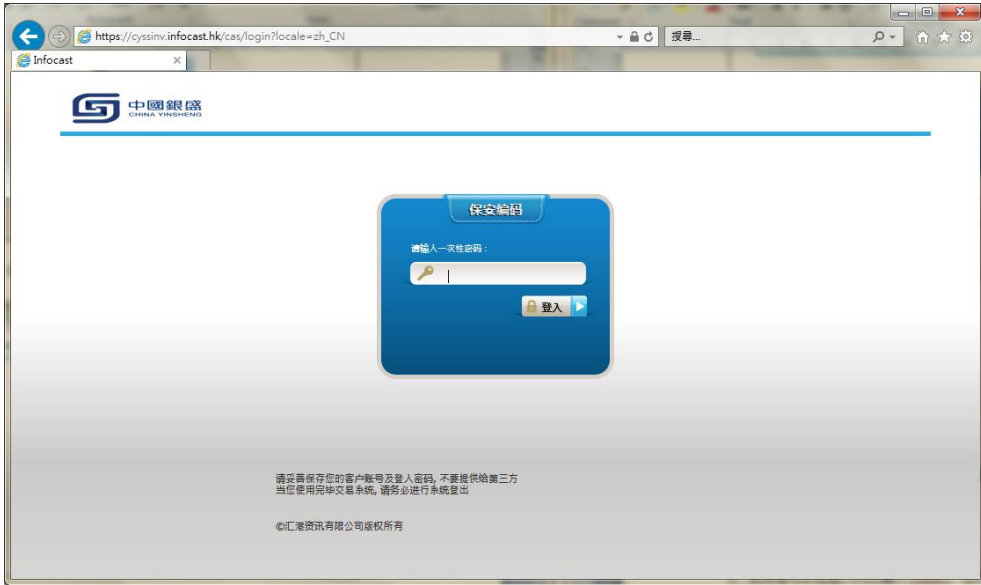 https://cyssinv.infocast.hk/cas/login?locale=zh_CN
搜尋...
Infocast
中國銀盛
CHINA YINSHENG
保安编码
请输入一次性密码：
登入
请妥善保存您的客户账号及登入密码, 不要提供给第三方
当您使用完毕交易系统, 请务必进行系统登出
©汇港资讯有限公司版权所有